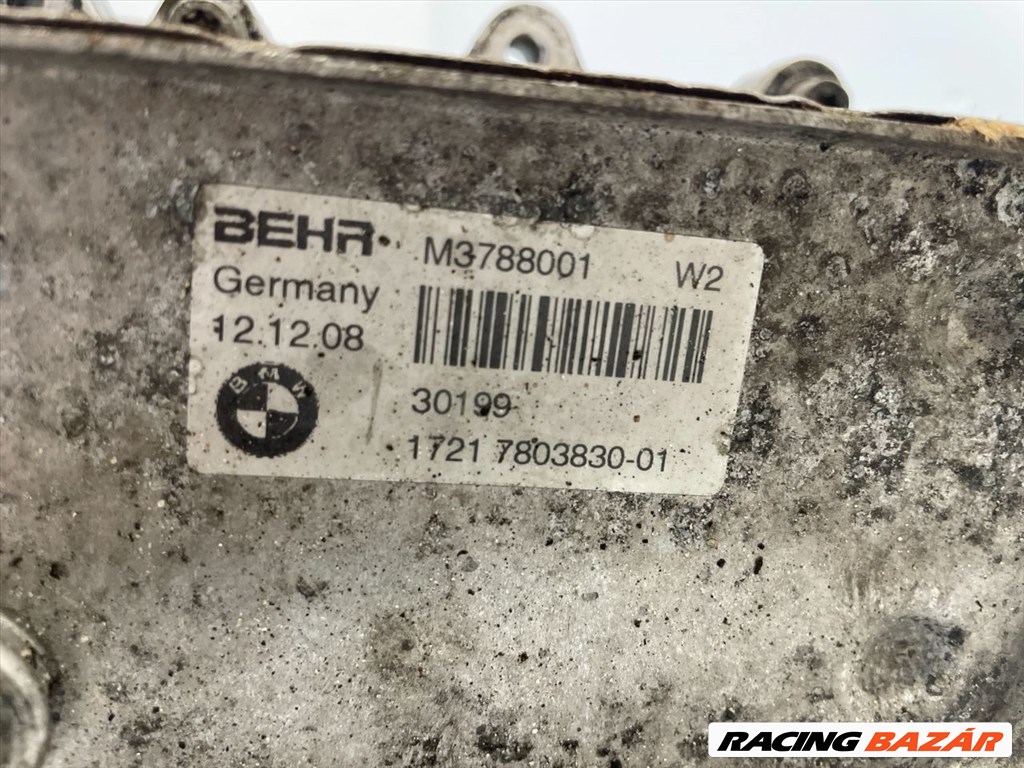 BEHR
M3788001 W2
Germany
12.12.08
BMW
30199
1721 7803830-01
RACING BAZÁR